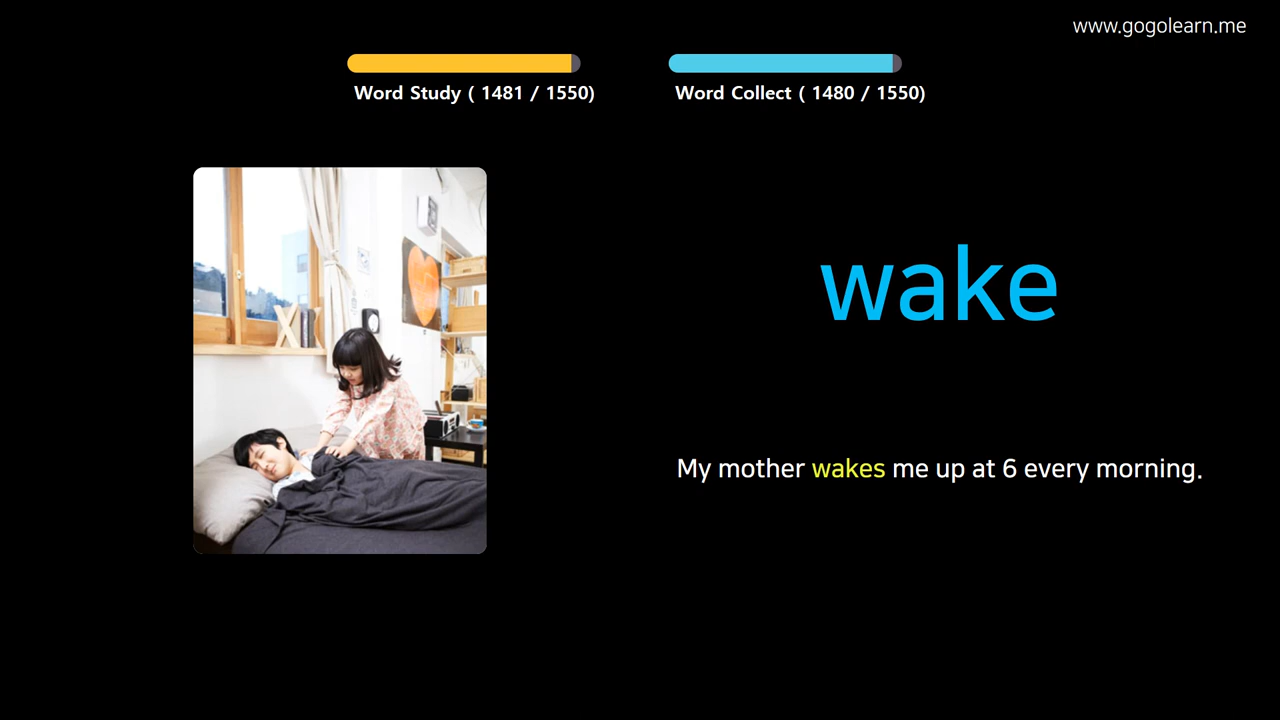 www.gogolearn.me
Word Study ( 1481 / 1550)
Word Collect ( 1480 / 1550)
wake
My mother wakes me up at 6 every morning.